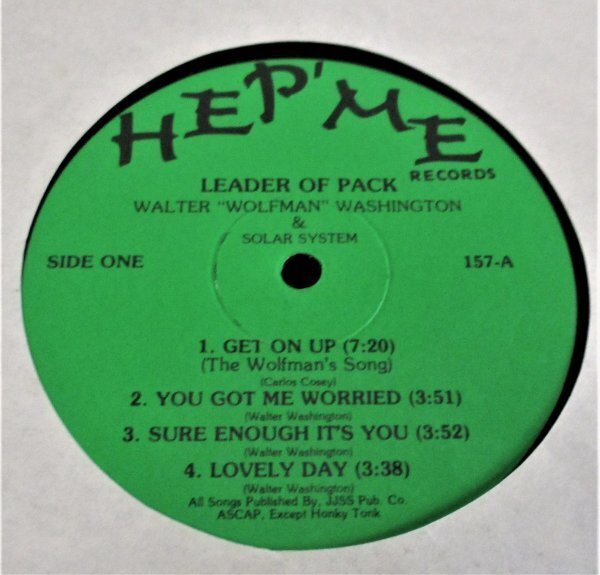 HEP' ME
RECORDS
LEADER OF PACK
WALTER "WOLFMAN" WASHINGTON
&
SOLAR SYSTEM
SIDE ONE
157-A
1. GET ON UP (7:20)
(The Wolfman's Song)
(Carlos Cosey)
2. YOU GOT ME WORRIED (3:51)
(Walter Washington)
3. SURE ENOUGH IT'S YOU (3:52)
(Walter Washington)
4. LOVELY DAY (3:38)
(Walter Washington)
All Songs Published By, JJSS Pub. Co.
ASCAP, Except Honky Tonk